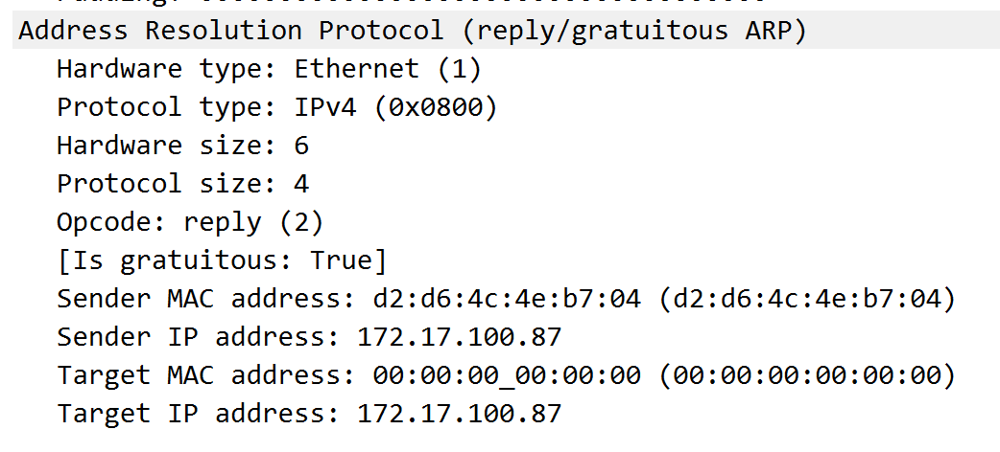 Address Resolution Protocol (reply/gratuitous ARP)
Hardware type: Ethernet (1)
Protocol type: IPv4 (0x0800)
Hardware size: 6
Protocol size: 4
Opcode: reply (2)
[Is gratuitous: True]
Sender MAC address: d2:d6:4c:4e:b7:04 (d2:d6:4c:4e:b7:04)
Sender IP address: 172.17.100.87
Target MAC address: 00:00:00_00:00:00 (00:00:00:00:00:00)
Target IP address: 172.17.100.87